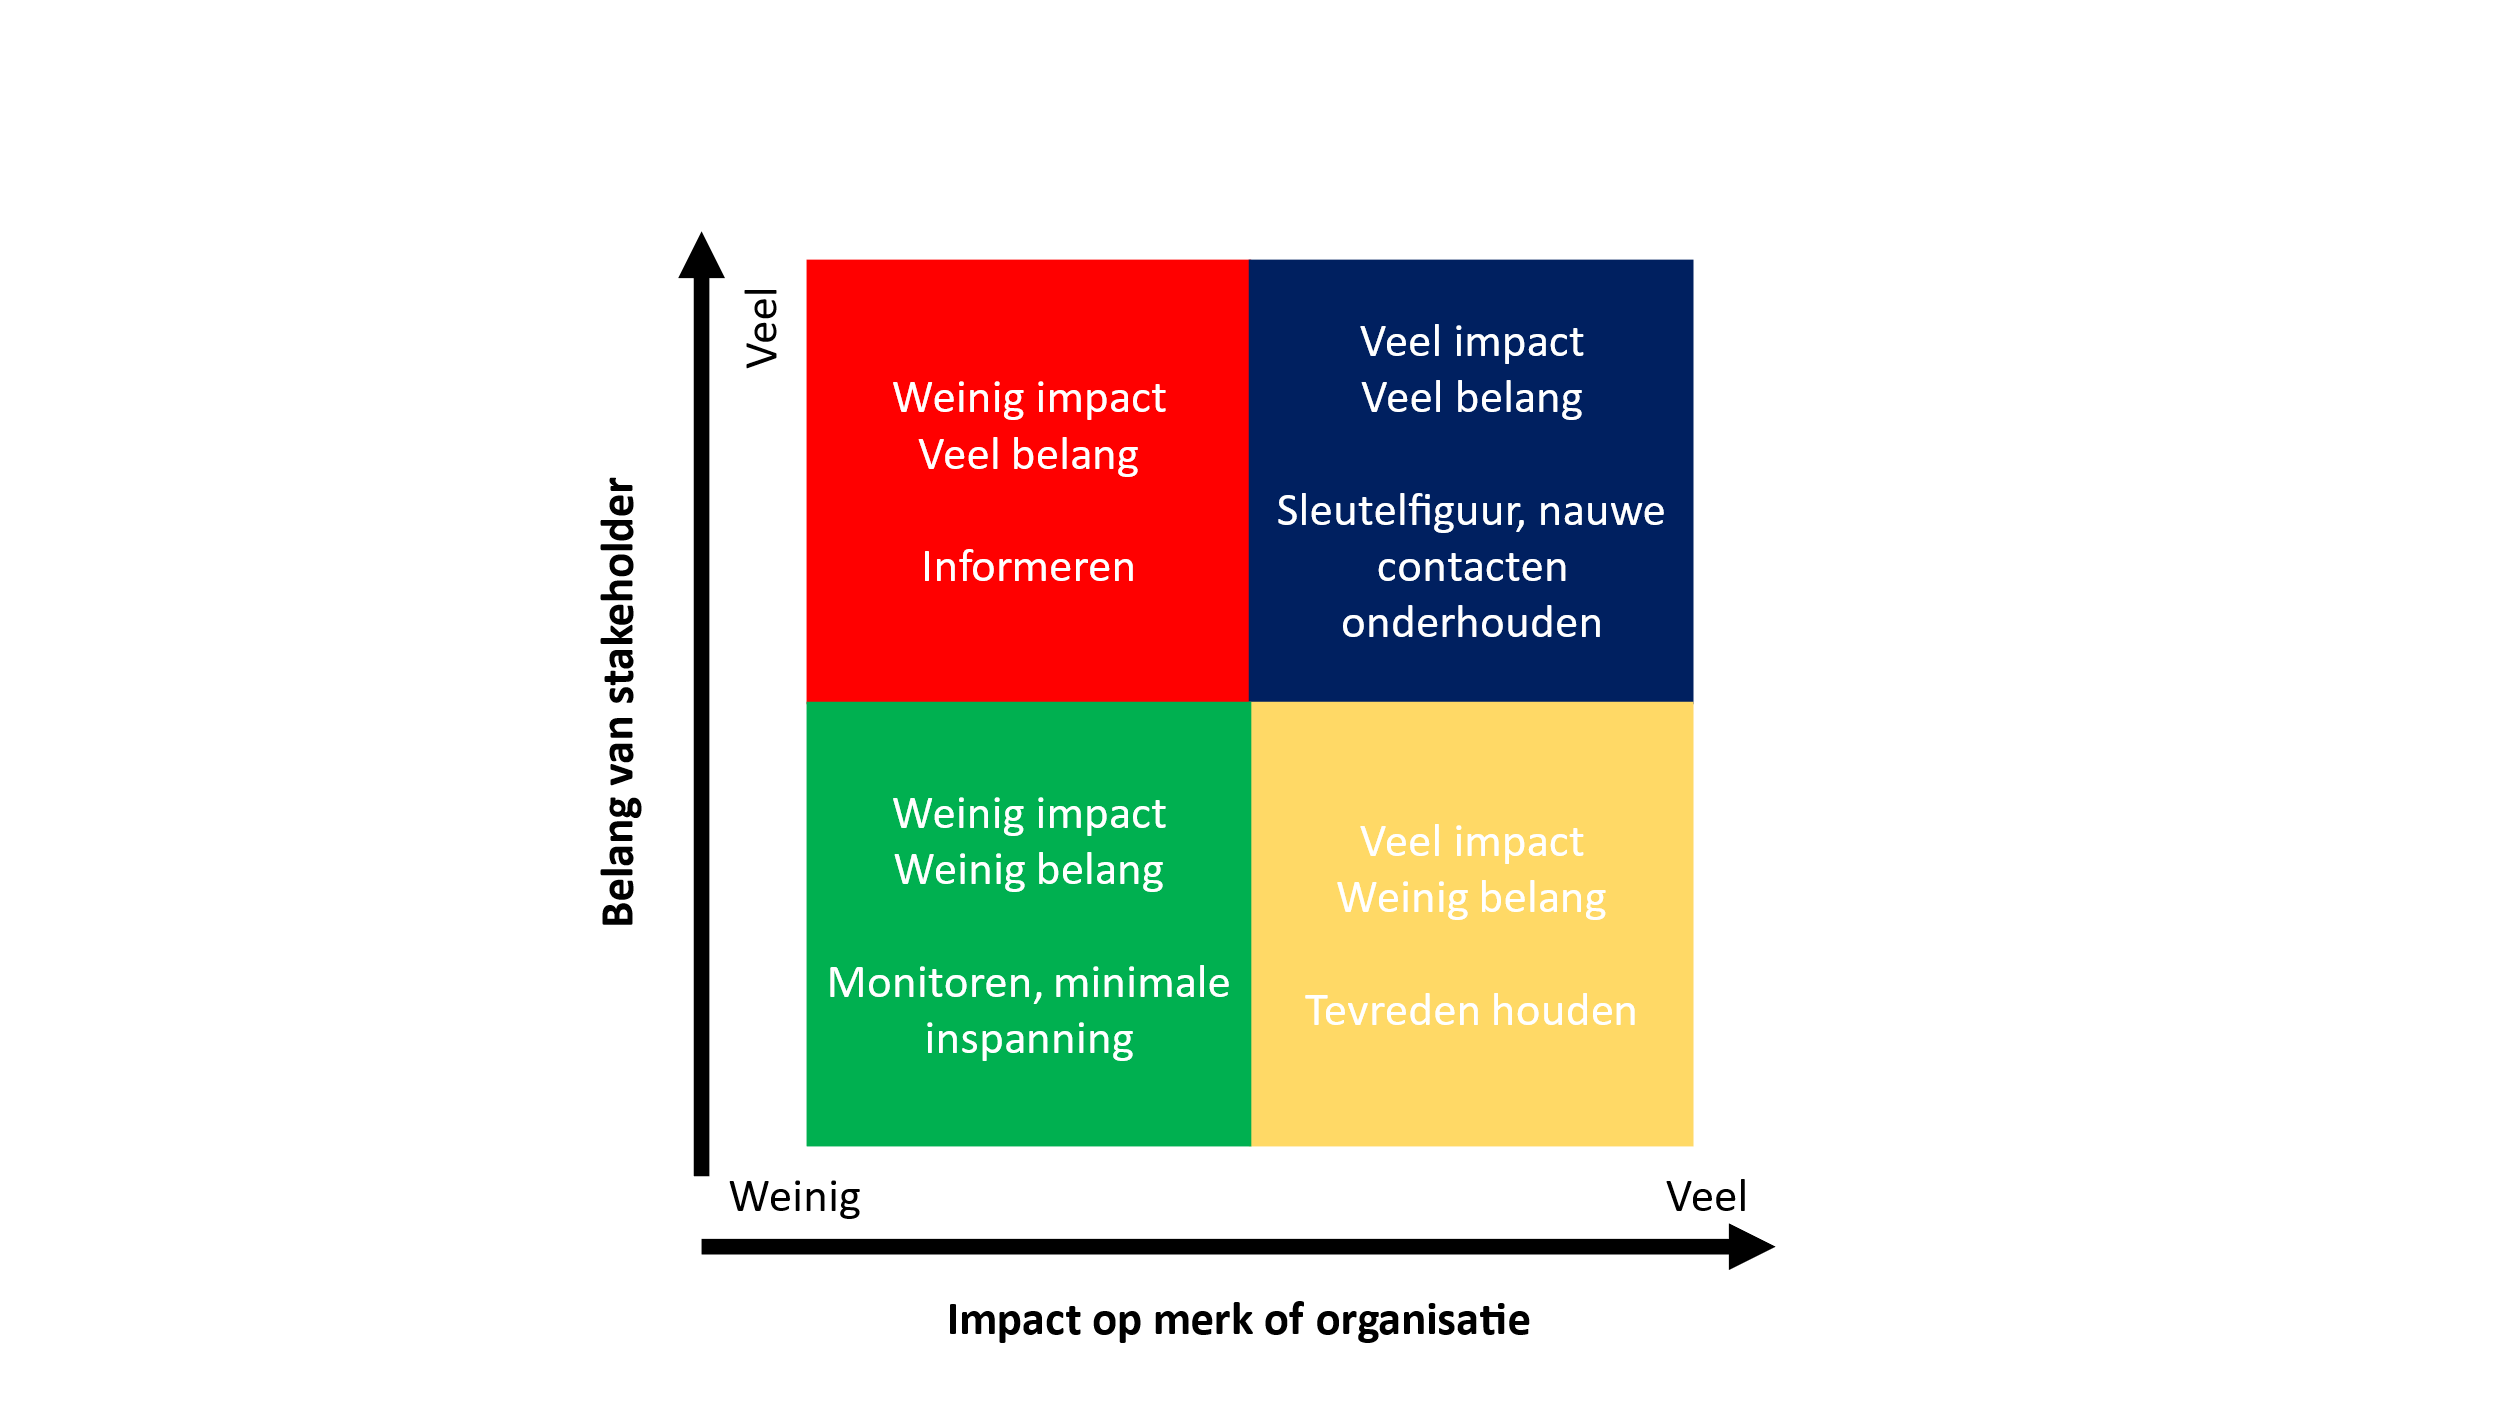 Belang van stakeholder
Veel
Weinig impact
Veel belang
Informeren
Veel impact
Veel belang
Sleutelfiguur, nauwe
contacten
onderhouden
Weinig impact
Weinig belang
Monitoren, minimale
inspanning
Veel impact
Weinig belang
Tevreden houden
Weinig
Veel
Impact op merk of organisatie